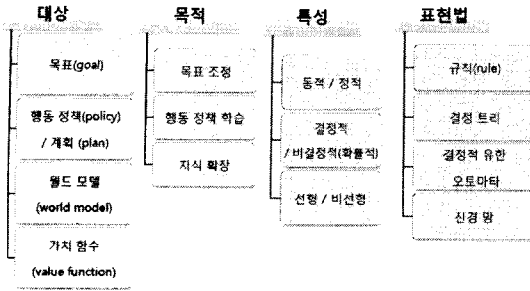 대상
목표(goal)
행동 정책(policy)
/ 계획 (plan)
월드 모델
(world model)
가치 함수
(value function)
목적
목표 조정
행동 정책 학습
지식 확장
특성
동적 / 정적
결정적
/ 비결정적(확률적)
선형 / 비선형
표현법
규칙(rule)
결정 트리
결정적 유한
오토마타
신경 망